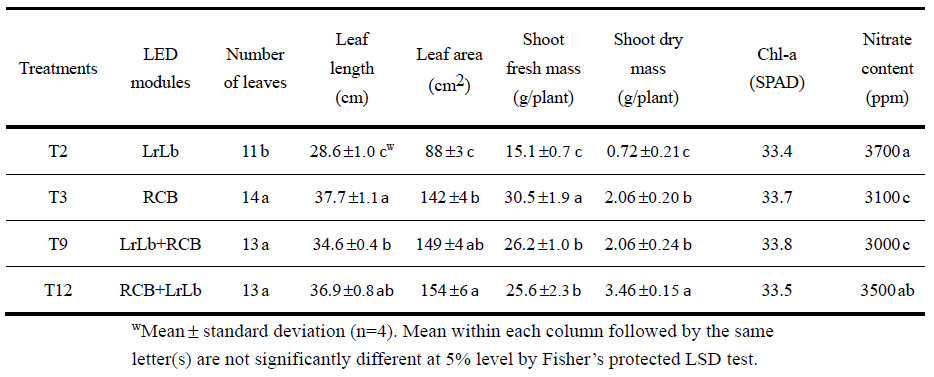 Treatments LED modules Number of leaves Leaf length (cm) Leaf area (cm2) Shoot fresh mass (g/plant) Shoot dry mass (g/plant) Chl-a (SPAD) Nitrate content (ppm)
T2 LrLb 11 b 28.6±1.0 cw 88±3 c 15.1±0.7 c 0.72±0.21 c 33.4 3700 a
T3 RCB 14 a 37.7±1.1 a 142±4 b 30.5±1.9 a 2.06±0.20 b 33.7 3100 c
T9 LrLb+RCB 13 a 34.6±0.4 b 149±4 ab 26.2±1.0 b 2.06±0.24 b 33.8 3000 c
T12 RCB+LrLb 13 a 36.9±0.8 ab 154±6 a 25.6±2.3 b 3.46±0.15 a 33.5 3500 ab
wMean ± standard deviation (n=4). Mean within each column followed by the same
letter(s) are not significantly different at 5% level by Fisher's protected LSD test.